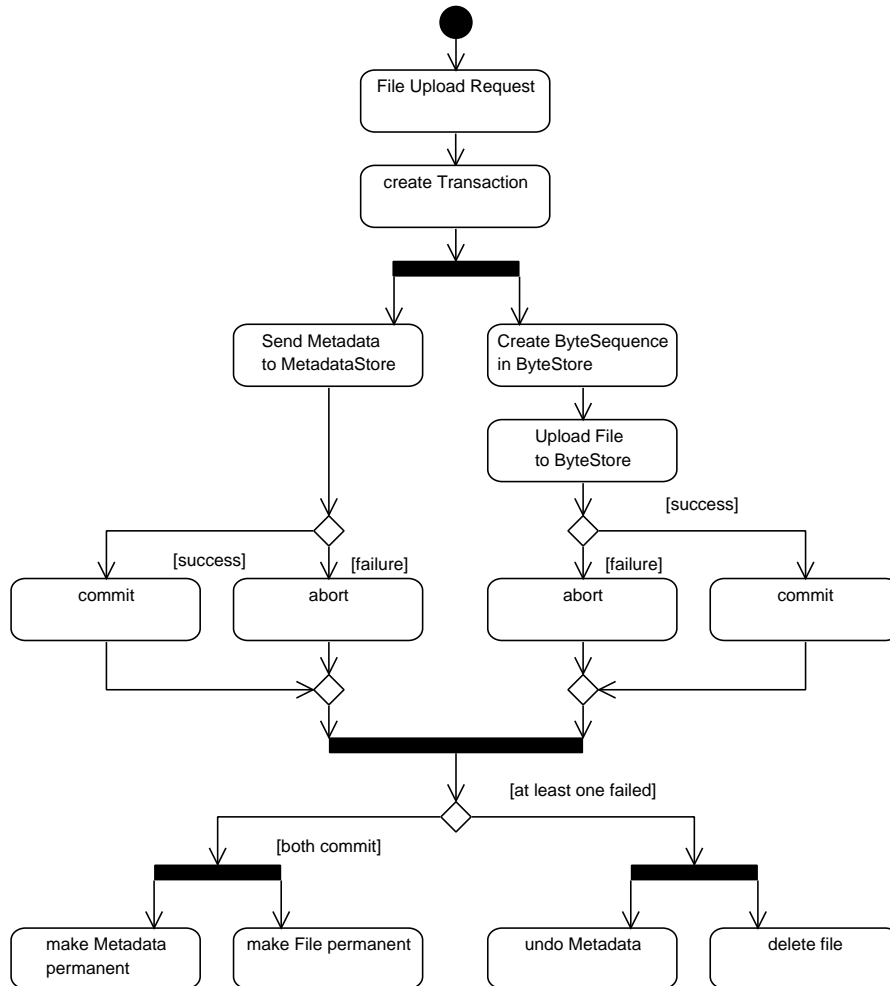 File Upload Request
create Transaction
Send Metadata
to MetadataStore
Create ByteSequence
in ByteStore
Upload File
to ByteStore
[success]
[success]
[failure]
[failure]
commit
abort
abort
commit
[at least one failed]
[both commit]
make Metadata
permanent
make File permanent
undo Metadata
delete file